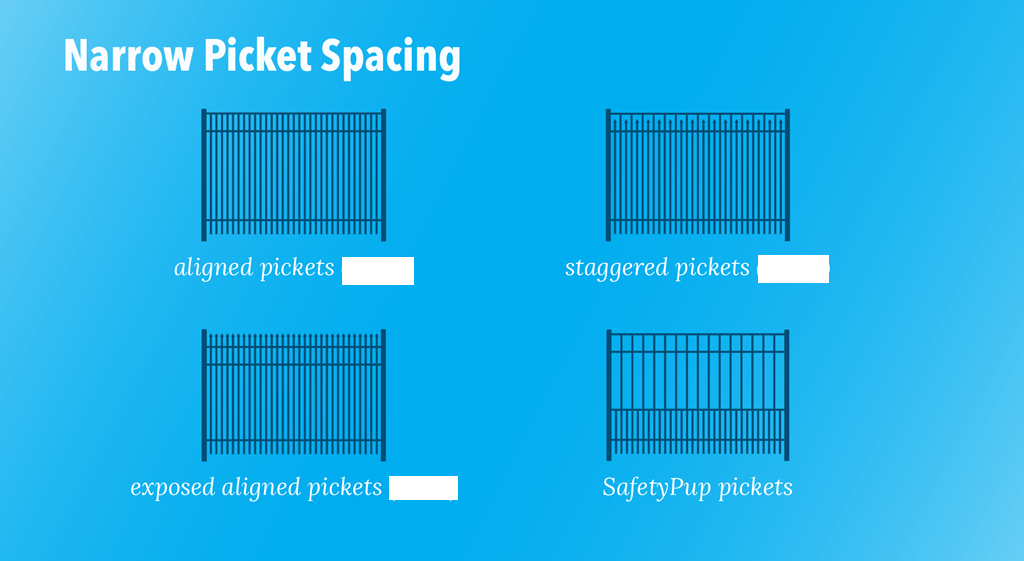 Narrow Picket Spacing
aligned pickets
staggered pickets
exposed aligned pickets
SafetyPup pickets